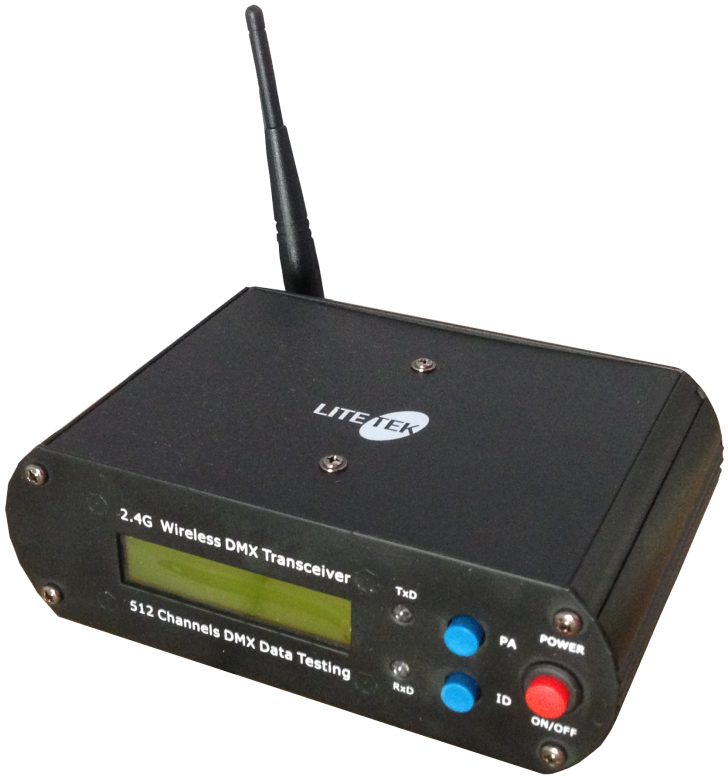 LITE TEK
2.4G Wireless DMX Transceiver
512 Channels DMX Data Testing
TxD
RxD
PA
ID
POWER
ON/OFF